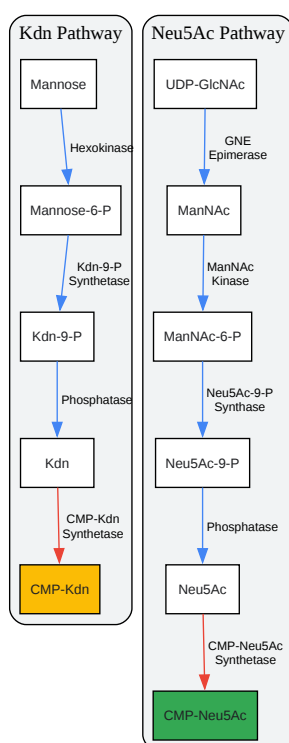 Kdn Pathway
Mannose
Hexokinase
Mannose-6-P
Kdn-9-P
Synthetase
Kdn-9-P
Phosphatase
Kdn
CMP-Kdn
Synthetase
CMP-Kdn
Neu5Ac Pathway
UDP-GlcNAc
GNE
Epimerase
ManNAc
ManNAc
Kinase
ManNAc-6-P
Neu5Ac-9-P
Synthase
Neu5Ac-9-P
Phosphatase
Neu5Ac
CMP-Neu5Ac
Synthetase
CMP-Neu5Ac